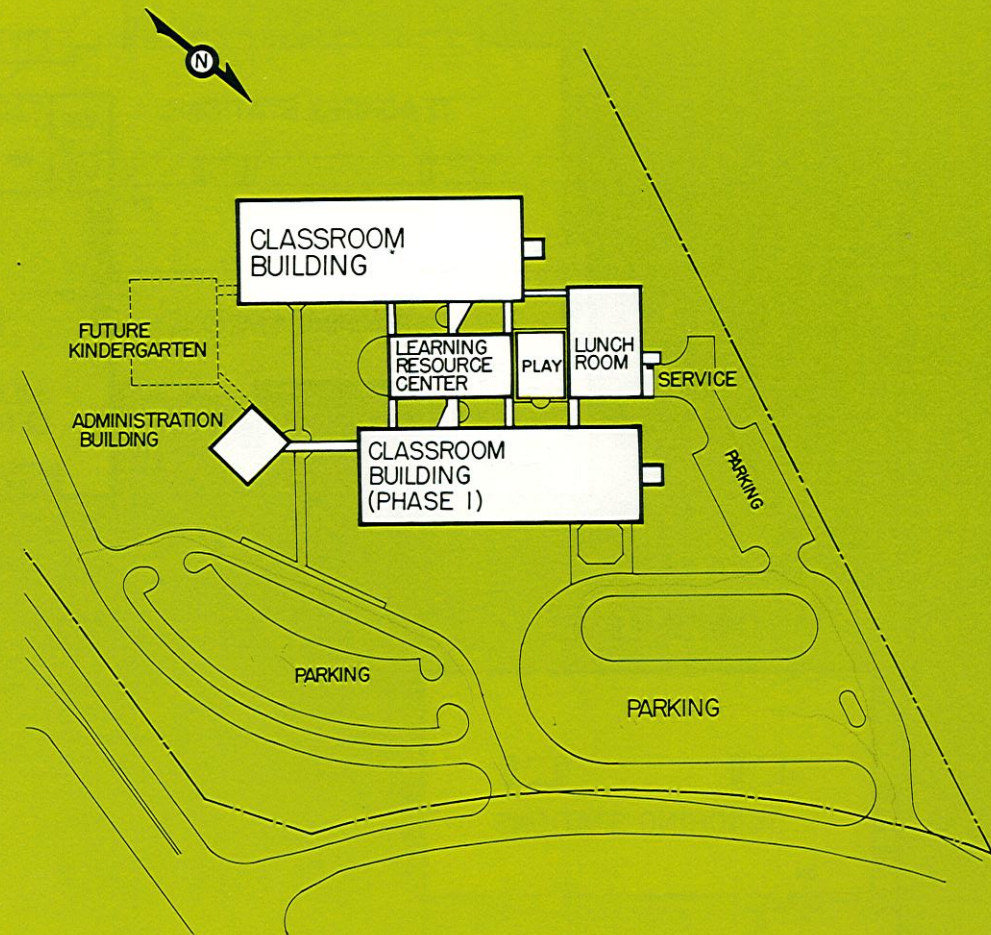 N
CLASSROOM
BUILDING
FUTURE
KINDERGARTEN
LEARNING
RESOURCE
CENTER
PLAY
LUNCH
ROOM
SERVICE
ADMINISTRATION
BUILDING
CLASSROOM
BUILDING
(PHASE I)
PARKING
PARKING
PARKING